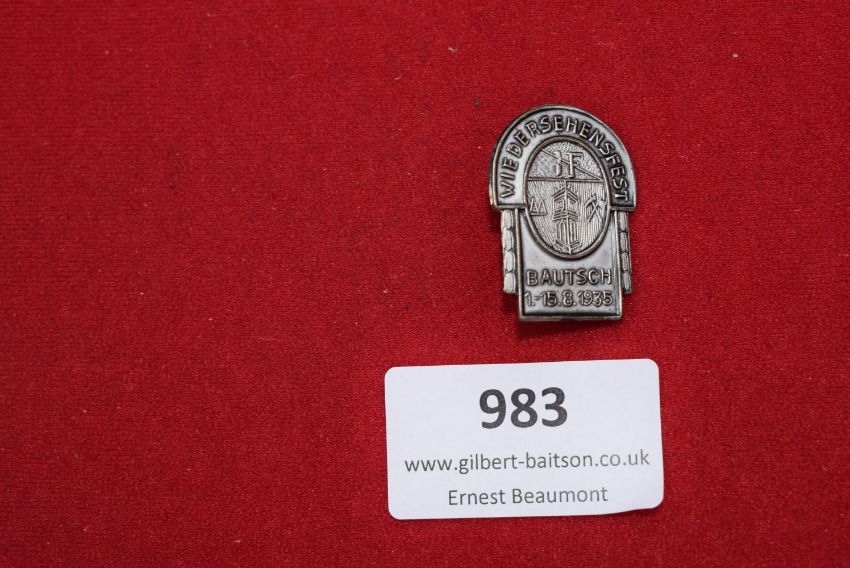 WIEDERSEHENSFEST
BAUTSCH
1.-15.8.1935
983
www.gilbert-baitson.co.uk
Ernest Beaumont